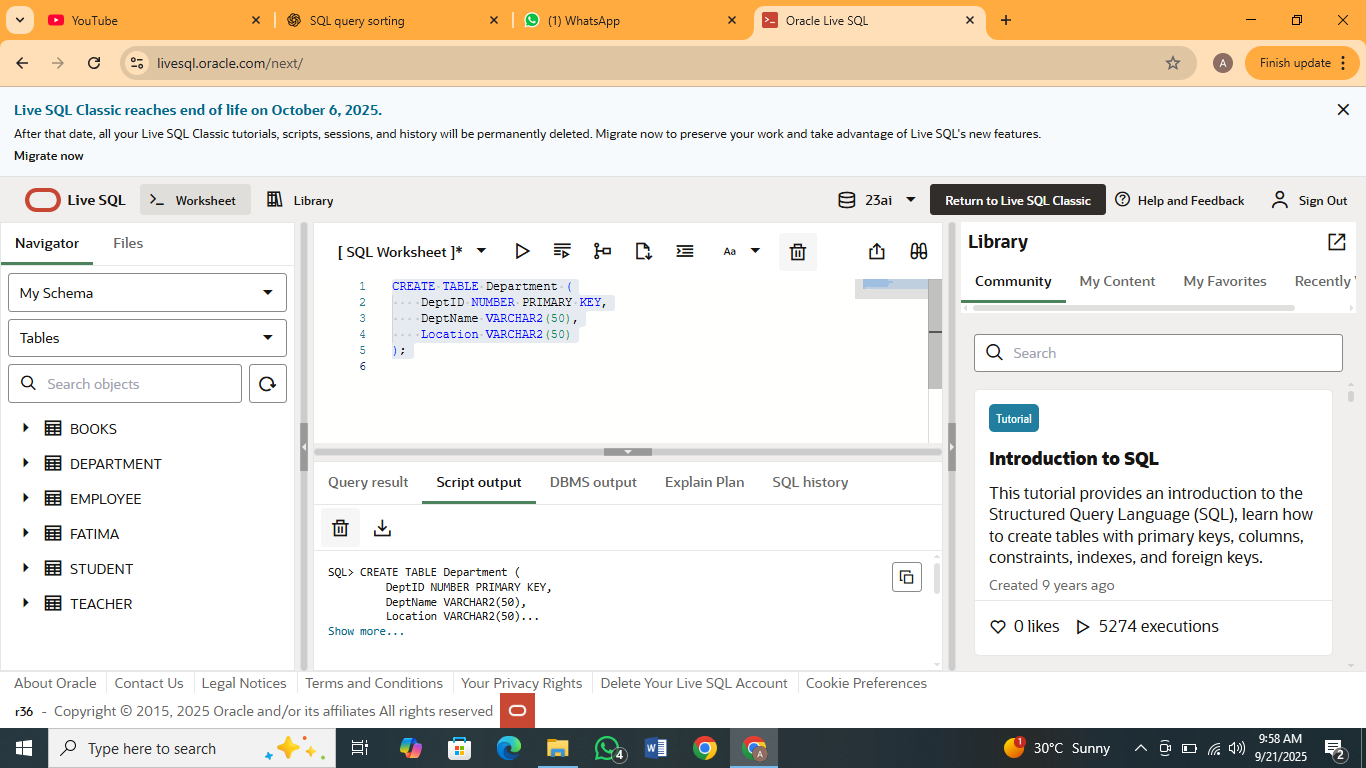 YouTube
SQL query sorting
(1) WhatsApp
Oracle Live SQL
livesql.oracle.com/next/
A
Finish update
Live SQL Classic reaches end of life on October 6, 2025.
After that date, all your Live SQL Classic tutorials, scripts, sessions, and history will be permanently deleted. Migrate now to preserve your work and take advantage of Live SQL's new features.
Migrate now
Live SQL
Worksheet
Library
23ai
Return to Live SQL Classic
Help and Feedback
Sign Out
Navigator
Files
My Schema
Tables
Search objects
BOOKS
DEPARTMENT
EMPLOYEE
FATIMA
STUDENT
TEACHER
[ SQL Worksheet ]*
Aa
1 CREATE TABLE Department (
2 DeptID NUMBER PRIMARY KEY,
3 DeptName VARCHAR2(50),
4 Location VARCHAR2(50)
5 );
6
Query result
Script output
DBMS output
Explain Plan
SQL history
SQL> CREATE TABLE Department (
DeptID NUMBER PRIMARY KEY,
DeptName VARCHAR2(50),
Location VARCHAR2(50)...
Show more...
Library
Community
My Content
My Favorites
Recently
Search
Tutorial
Introduction to SQL
This tutorial provides an introduction to the
Structured Query Language (SQL), learn how
to create tables with primary keys, columns,
constraints, indexes, and foreign keys.
Created 9 years ago
0 likes
5274 executions
About Oracle
Contact Us
Legal Notices
Terms and Conditions
Your Privacy Rights
Delete Your Live SQL Account
Cookie Preferences
r36 - Copyright © 2015, 2025 Oracle and/or its affiliates All rights reserved
Type here to search
4
W
A
1
30°C Sunny
9:58 AM
9/21/2025
2